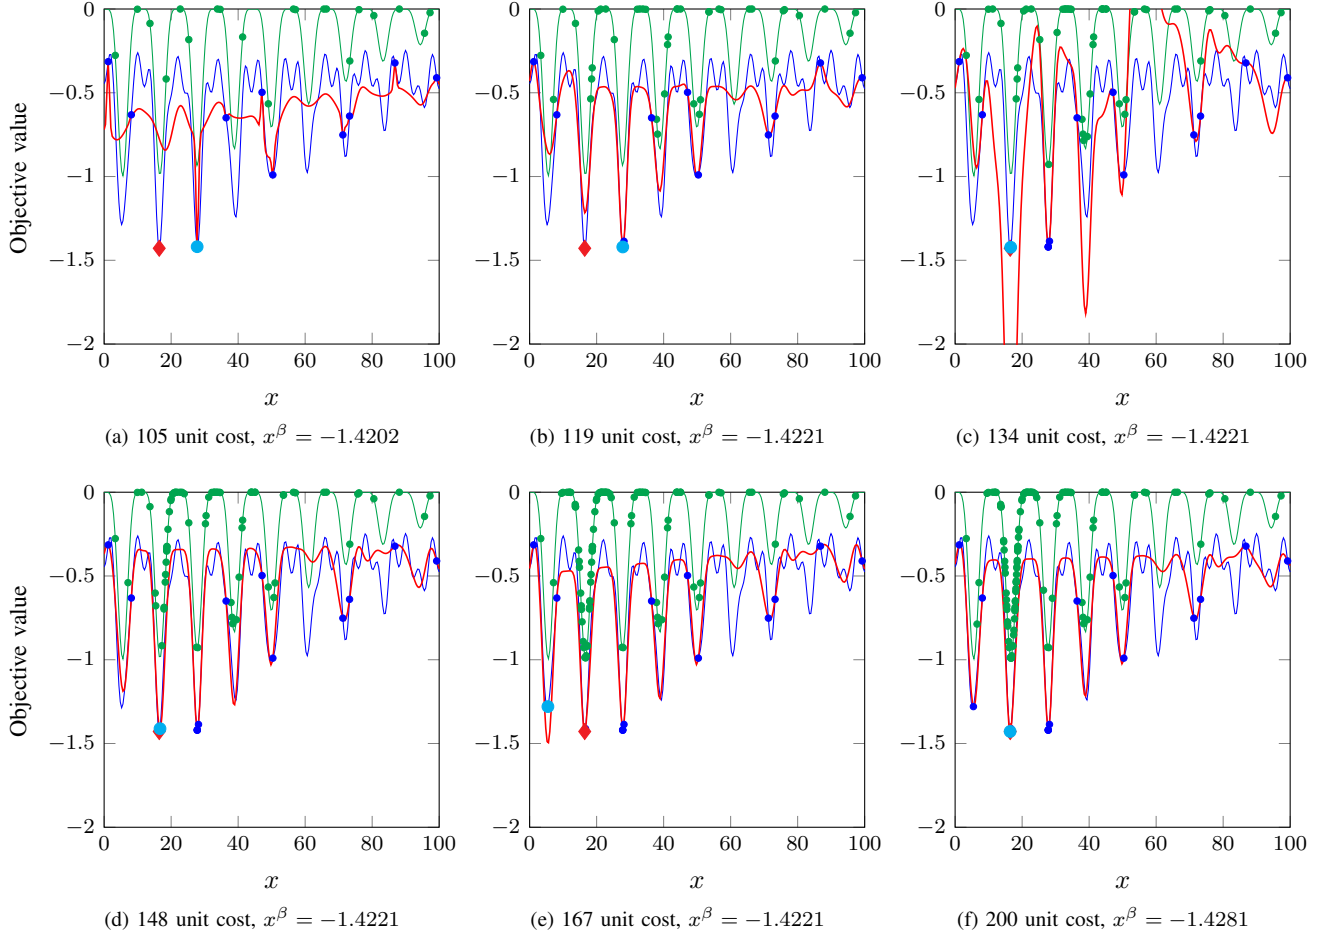 Objective value
0
−0.5
−1
−1.5
−2
0 20 40 60 80 100
x
(a) 105 unit cost, x^β = −1.4202
0
−0.5
−1
−1.5
−2
0 20 40 60 80 100
x
(b) 119 unit cost, x^β = −1.4221
0
−0.5
−1
−1.5
−2
0 20 40 60 80 100
x
(c) 134 unit cost, x^β = −1.4221
Objective value
0
−0.5
−1
−1.5
−2
0 20 40 60 80 100
x
(d) 148 unit cost, x^β = −1.4221
0
−0.5
−1
−1.5
−2
0 20 40 60 80 100
x
(e) 167 unit cost, x^β = −1.4221
0
−0.5
−1
−1.5
−2
0 20 40 60 80 100
x
(f) 200 unit cost, x^β = −1.4281